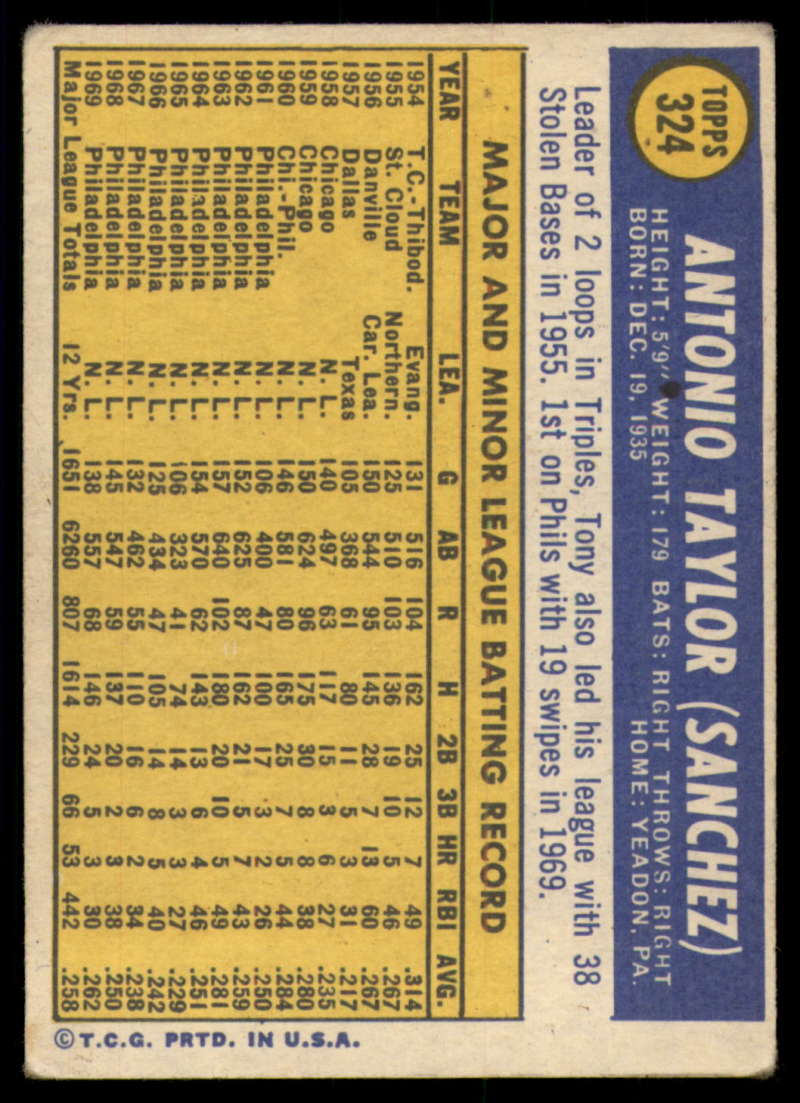 TOPPS
324
ANTONIO TAYLOR (SANCHEZ)
HEIGHT: 5'9" WEIGHT: 179 BATS: RIGHT THROWS: RIGHT
BORN: DEC. 19, 1935 HOME: YEADON, PA.
Leader of 2 loops in Triples, Tony also led his league with 38
Stolen Bases in 1955. 1st on Phils with 19 swipes in 1969.
MAJOR AND MINOR LEAGUE BATTING RECORD
YEAR TEAM LEA. G AB R H 2B 3B HR RBI AVG.
1954 T.C.-Thibod. Evang. 131 516 104 162 25 12 7 49 .314
1955 St. Cloud Northern. 125 510 103 136 19 10 5 46 .267
1956 Danville Car. Lea. 150 544 95 145 28 7 13 60 .267
1957 Dallas Texas 105 368 61 80 11 5 3 31 .217
1958 Chicago N. L. 140 497 63 117 15 3 6 27 .235
1959 Chicago N. L. 150 624 96 175 30 8 8 38 .280
1960 Chi.-Phil. N. L. 146 581 80 165 25 7 5 44 .284
1961 Philadelphia N. L. 106 400 47 100 17 3 2 26 .250
1962 Philadelphia N. L. 152 625 87 162 21 5 7 43 .259
1963 Philadelphia N. L. 157 640 102 180 20 10 5 49 .281
1964 Philadelphia N. L. 154 570 62 143 13 6 4 46 .251
1965 Philadelphia N. L. 106 323 41 74 14 3 3 27 .229
1966 Philadelphia N. L. 125 434 47 105 14 8 5 40 .242
1967 Philadelphia N. L. 132 462 55 110 16 6 2 34 .238
1968 Philadelphia N. L. 145 547 59 137 20 2 3 38 .250
1969 Philadelphia N. L. 138 557 68 146 24 5 3 30 .262
Major League Totals 12 Yrs. 1651 6260 807 1614 229 66 53 442 .258
© T.C.G. PRTD. IN U.S.A.